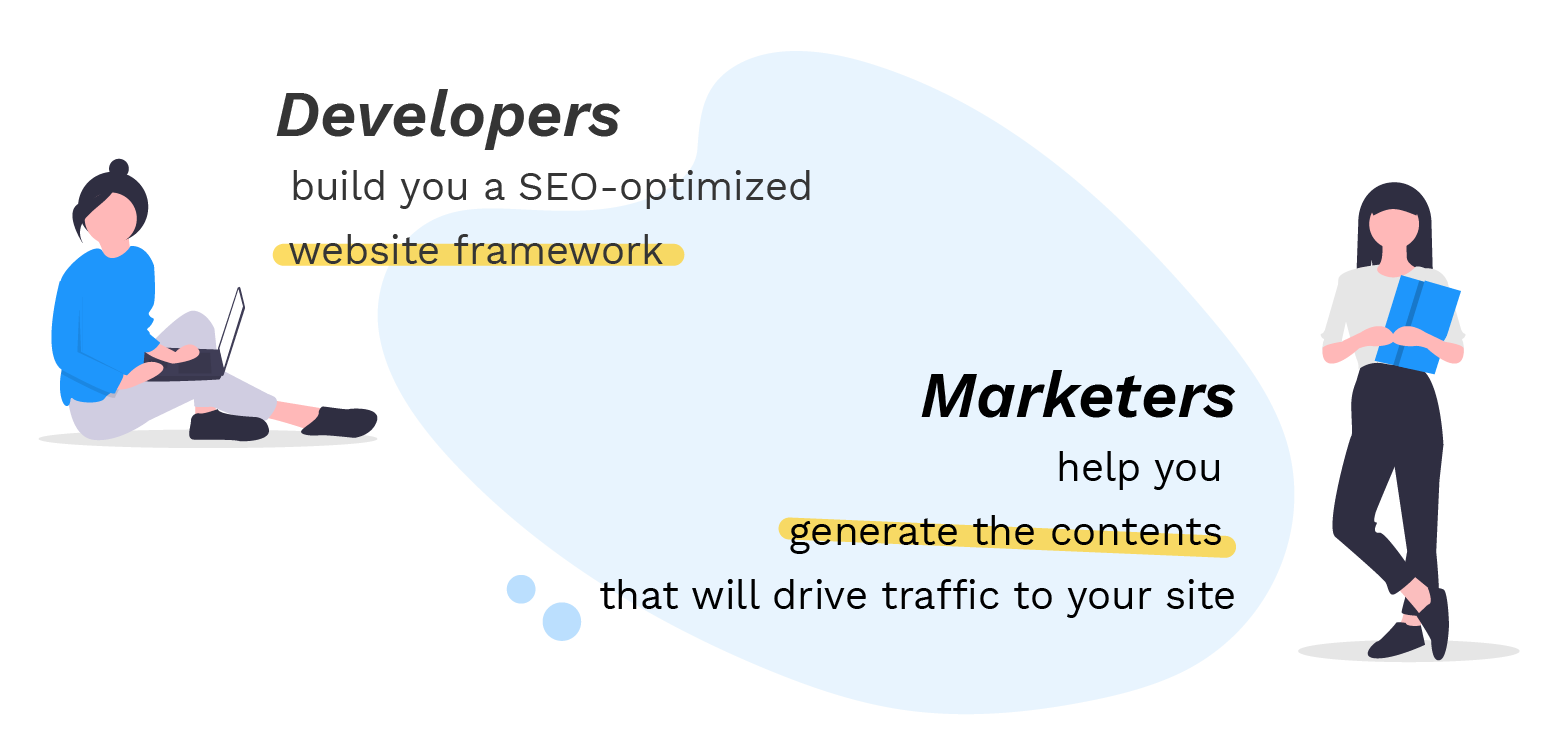 Developers
build you a SEO-optimized
website framework
Marketers
help you
generate the contents
that will drive traffic to your site